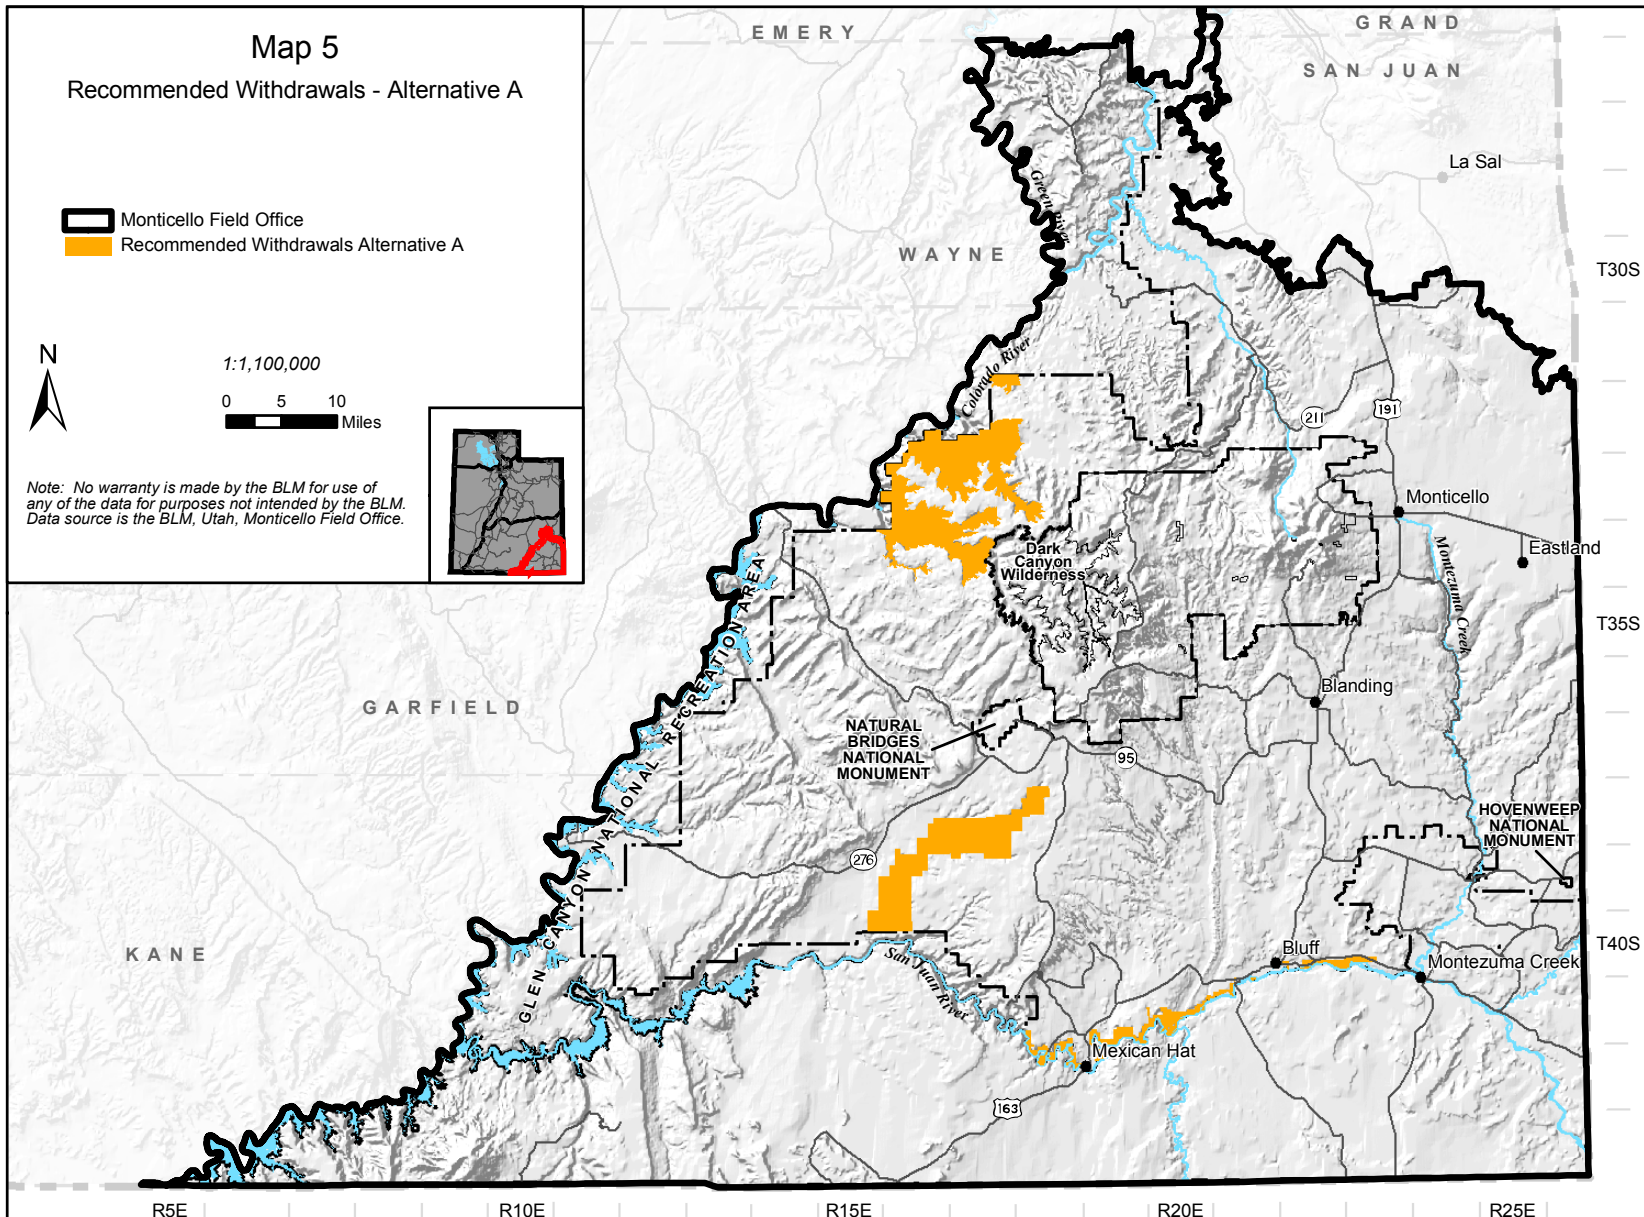 Map 5
Recommended Withdrawals - Alternative A
Monticello Field Office
Recommended Withdrawals Alternative A
N
1:1,100,000
0 5 10
Miles
Note: No warranty is made by the BLM for use of
any of the data for purposes not intended by the BLM.
Data source is the BLM, Utah, Monticello Field Office.
EMERY
GRAND
SAN JUAN
La Sal
Green River
WAYNE
T30S
Colorado River
211
191
Monticello
Eastland
Dark
Canyon
Wilderness
Montezuma Creek
T35S
GLEN CANYON NATIONAL RECREATION AREA
GARFIELD
Blanding
NATURAL
BRIDGES
NATIONAL
MONUMENT
95
HOVENWEEP
NATIONAL
MONUMENT
276
KANE
San Juan River
Bluff
T40S
Montezuma Creek
Mexican Hat
163
R5E
R10E
R15E
R20E
R25E